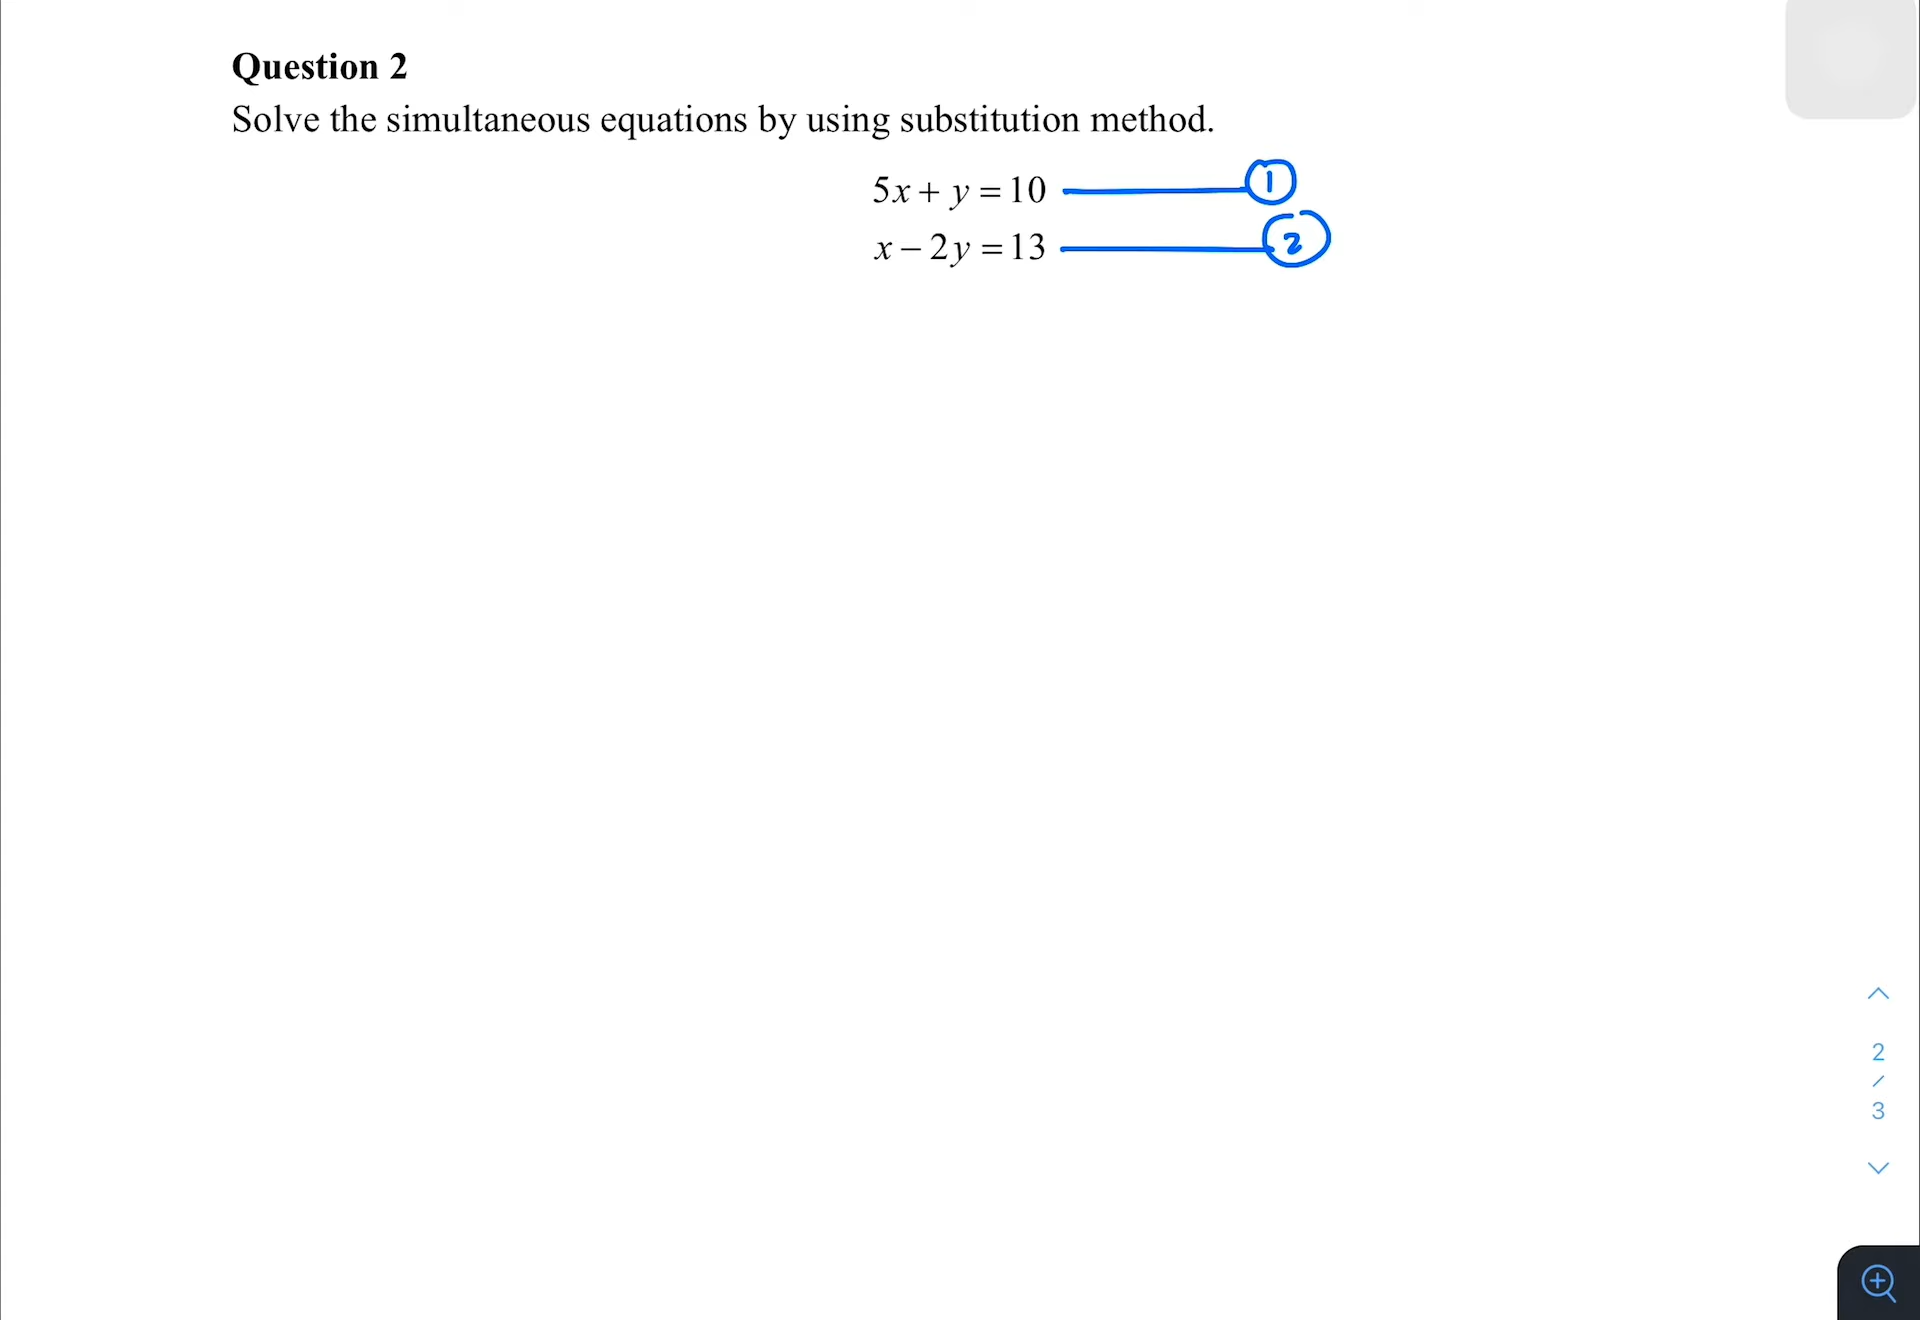 Question 2
Solve the simultaneous equations by using substitution method.
5x + y = 10 ——— ①
x − 2y = 13 ——— ②
2
/
3